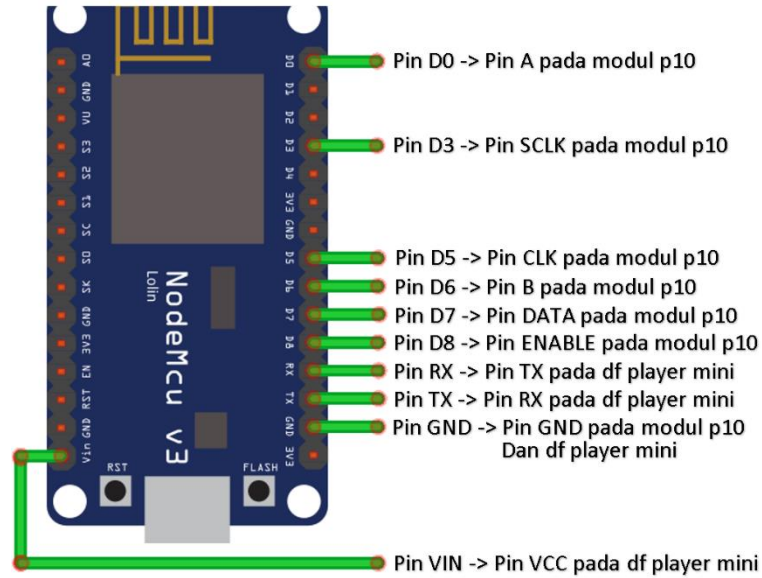 A0
GND
VU
S3
S2
S1
SC
S0
SK
GND
3V3
EN
RST
GND
Vin
NodeMcu v3
Lolin
RST
FLASH
D0
D1
D2
D3
D4
3V3
GND
D5
D6
D7
D8
RX
TX
GND
3V3
Pin D0 -> Pin A pada modul p10
Pin D3 -> Pin SCLK pada modul p10
Pin D5 -> Pin CLK pada modul p10
Pin D6 -> Pin B pada modul p10
Pin D7 -> Pin DATA pada modul p10
Pin D8 -> Pin ENABLE pada modul p10
Pin RX -> Pin TX pada df player mini
Pin TX -> Pin RX pada df player mini
Pin GND -> Pin GND pada modul p10
Dan df player mini
Pin VIN -> Pin VCC pada df player mini